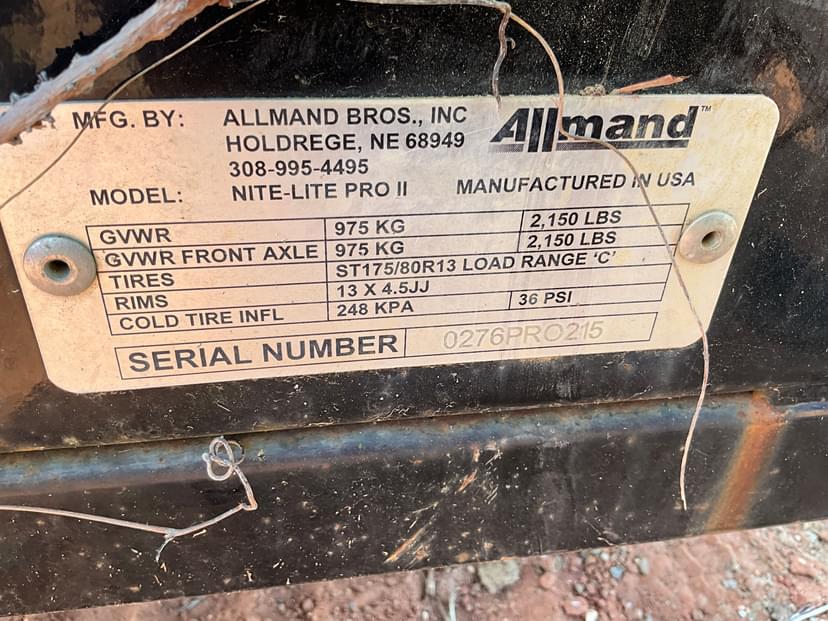 MFG. BY: ALLMAND BROS., INC Allmand™
HOLDREGE, NE 68949
308-995-4495
MODEL: NITE-LITE PRO II MANUFACTURED IN USA
GVWR 975 KG 2,150 LBS
GVWR FRONT AXLE 975 KG 2,150 LBS
TIRES ST175/80R13 LOAD RANGE ‘C’
RIMS 13 X 4.5JJ
COLD TIRE INFL 248 KPA 36 PSI
SERIAL NUMBER 0276PRO215